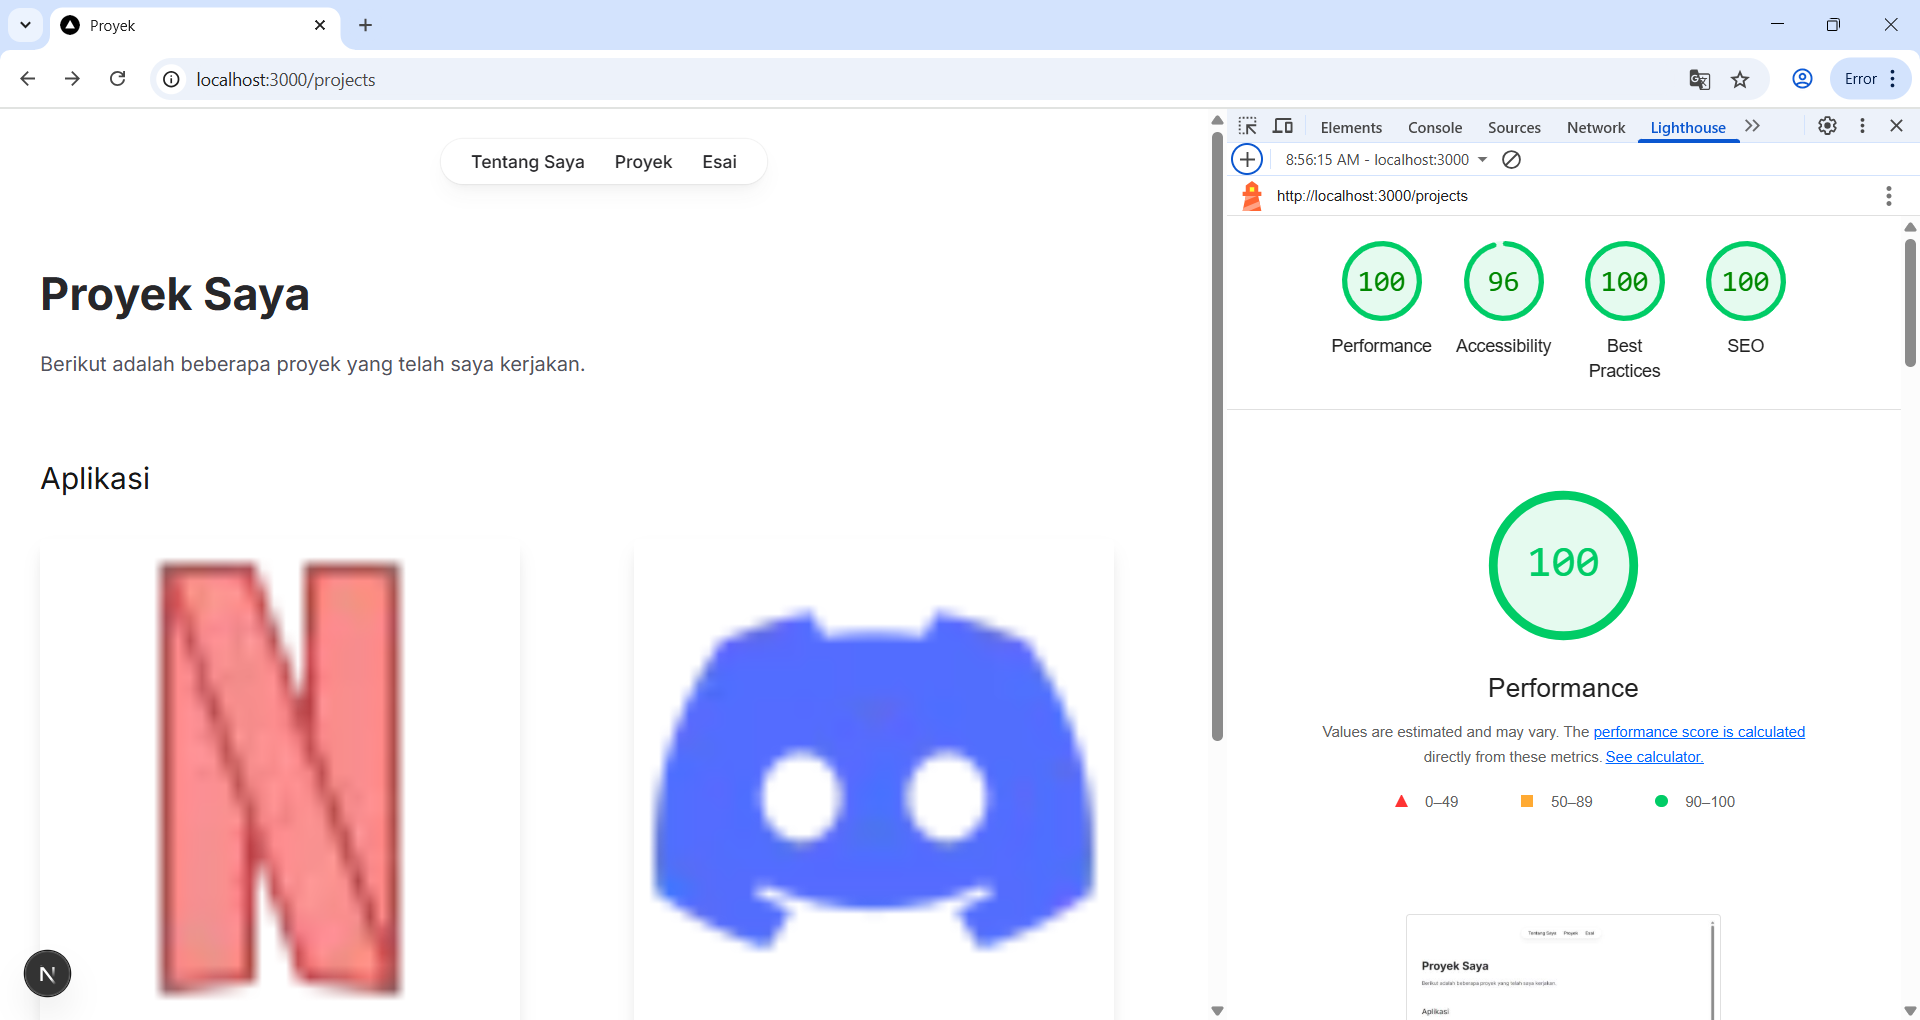 Proyek
localhost:3000/projects
Error
Tentang Saya Proyek Esai
Proyek Saya
Berikut adalah beberapa proyek yang telah saya kerjakan.
Aplikasi
N
Elements Console Sources Network Lighthouse
8:56:15 AM - localhost:3000
http://localhost:3000/projects
100 96 100 100
Performance Accessibility Best Practices SEO
100
Performance
Values are estimated and may vary. The performance score is calculated
directly from these metrics. See calculator.
0–49 50–89 90–100
Tentang Saya Proyek Esai
Proyek Saya
Berikut adalah beberapa proyek yang telah saya kerjakan.
Aplikasi